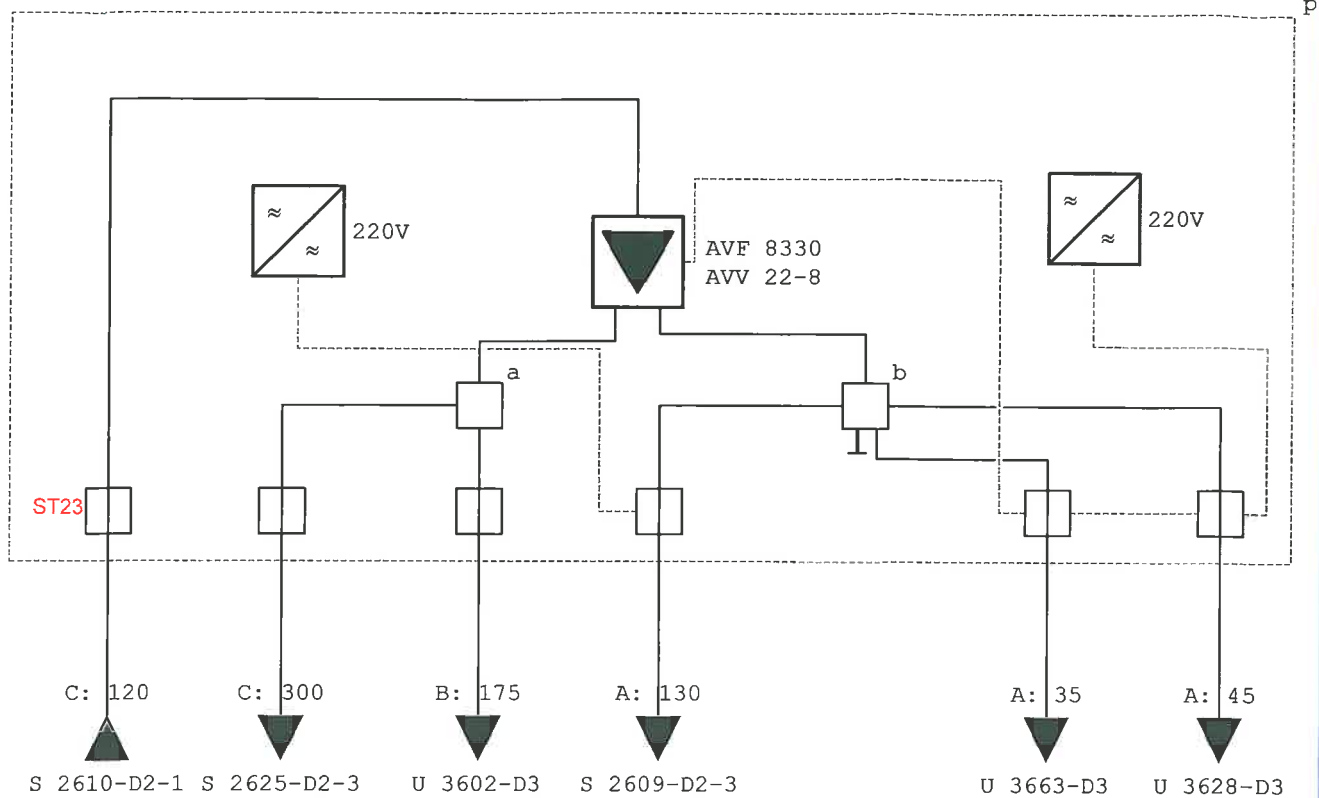 p
220V
AVF 8330
AVV 22-8
220V
a
b
ST23
C: 120
C: 300
B: 175
A: 130
A: 35
A: 45
S 2610-D2-1
S 2625-D2-3
U 3602-D3
S 2609-D2-3
U 3663-D3
U 3628-D3